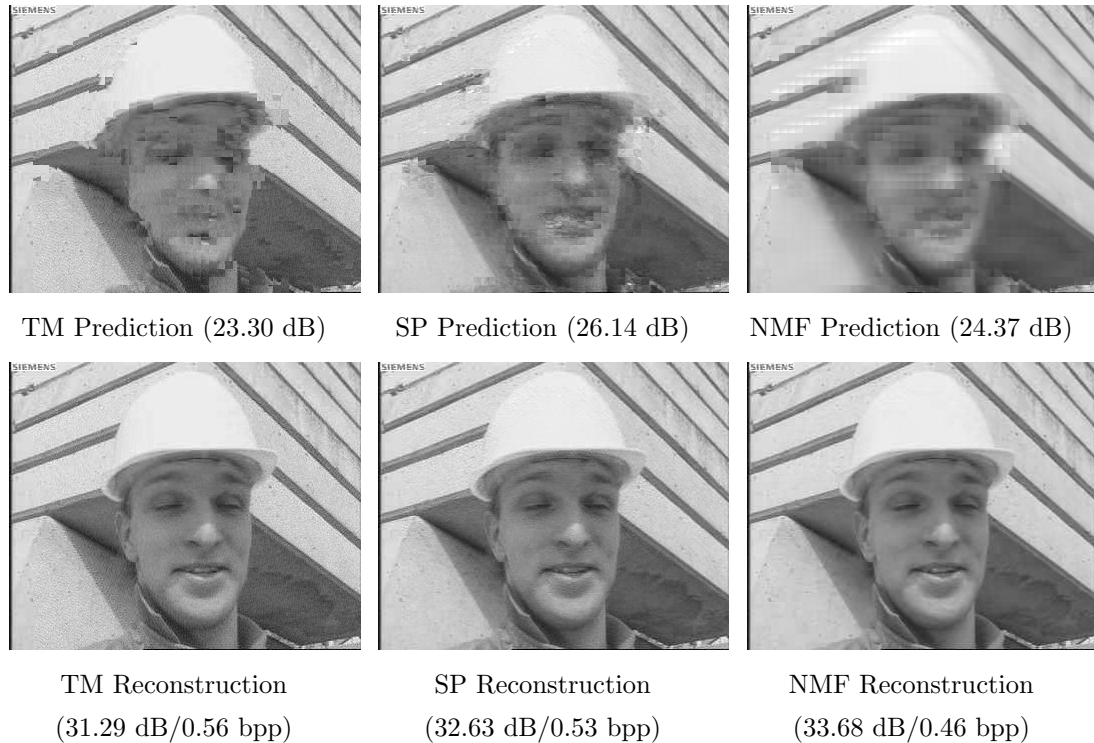 SIEMENS SIEMENS SIEMENS
TM Prediction (23.30 dB) SP Prediction (26.14 dB) NMF Prediction (24.37 dB)
SIEMENS SIEMENS SIEMENS
TM Reconstruction SP Reconstruction NMF Reconstruction
(31.29 dB/0.56 bpp) (32.63 dB/0.53 bpp) (33.68 dB/0.46 bpp)